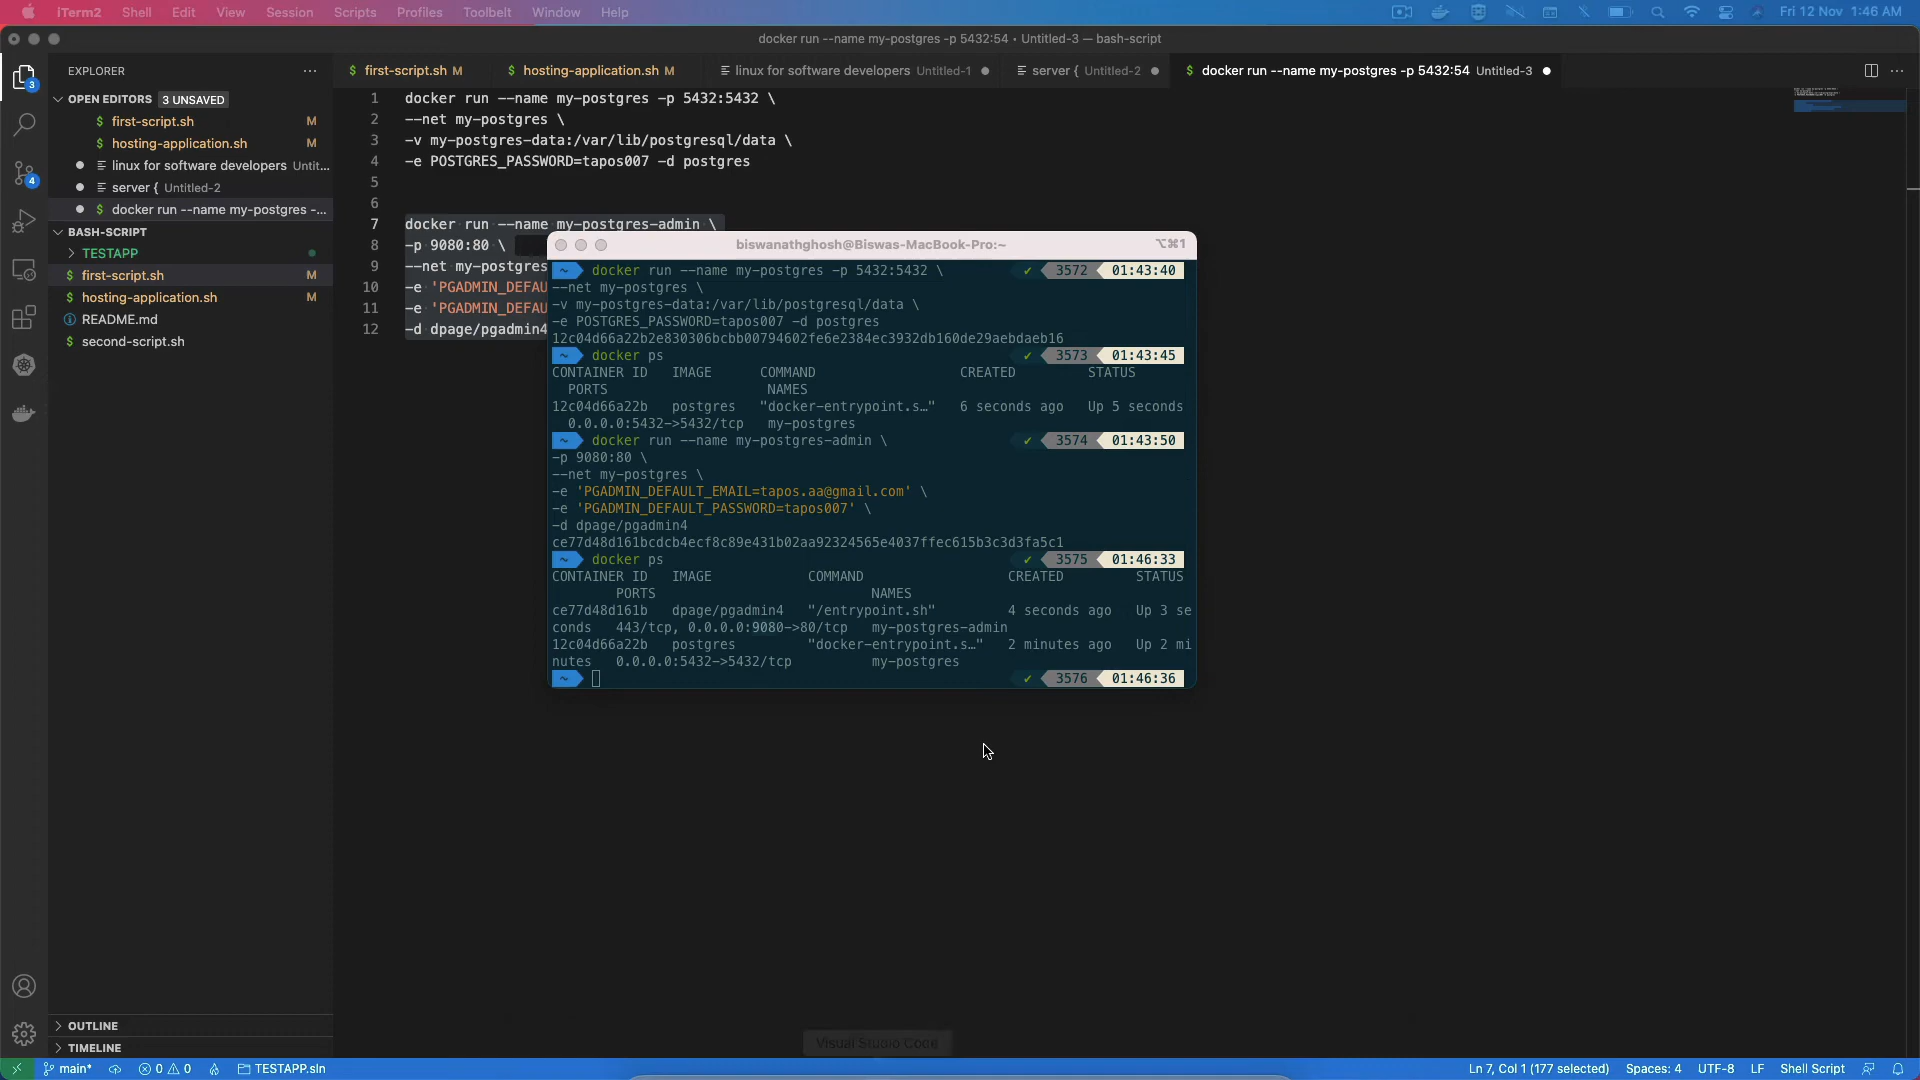 iTerm2 Shell Edit View Session Scripts Profiles Toolbelt Window Help Fri 12 Nov 1:46 AM
docker run --name my-postgres -p 5432:54 • Untitled-3 — bash-script
EXPLORER
$ first-script.sh M $ hosting-application.sh M linux for software developers Untitled-1 server { Untitled-2 $ docker run --name my-postgres -p 5432:54 Untitled-3
OPEN EDITORS 3 UNSAVED
$ first-script.sh M
$ hosting-application.sh M
linux for software developers Untit...
server { Untitled-2
$ docker run --name my-postgres -...
BASH-SCRIPT
TESTAPP
$ first-script.sh M
$ hosting-application.sh M
README.md
$ second-script.sh
OUTLINE
TIMELINE
3
4
1 docker run --name my-postgres -p 5432:5432 \
2 --net my-postgres \
3 -v my-postgres-data:/var/lib/postgresql/data \
4 -e POSTGRES_PASSWORD=tapos007 -d postgres
5
6
7 docker run --name my-postgres-admin \
8 -p 9080:80 \
9 --net my-postgres
10 -e 'PGADMIN_DEFAU
11 -e 'PGADMIN_DEFAU
12 -d dpage/pgadmin4
biswanathghosh@Biswas-MacBook-Pro:~ ⌥⌘1
~ docker run --name my-postgres -p 5432:5432 \ ✓ 3572 01:43:40
--net my-postgres \
-v my-postgres-data:/var/lib/postgresql/data \
-e POSTGRES_PASSWORD=tapos007 -d postgres
12c04d66a22b2e830306bcbb00794602fe6e2384ec3932db160de29aebdaeb16
~ docker ps ✓ 3573 01:43:45
CONTAINER ID IMAGE COMMAND CREATED STATUS
PORTS NAMES
12c04d66a22b postgres "docker-entrypoint.s…" 6 seconds ago Up 5 seconds
0.0.0.0:5432->5432/tcp my-postgres
~ docker run --name my-postgres-admin \ ✓ 3574 01:43:50
-p 9080:80 \
--net my-postgres \
-e 'PGADMIN_DEFAULT_EMAIL=tapos.aa@gmail.com' \
-e 'PGADMIN_DEFAULT_PASSWORD=tapos007' \
-d dpage/pgadmin4
ce77d48d161bcdcb4ecf8c89e431b02aa92324565e4037ffec615b3c3d3fa5c1
~ docker ps ✓ 3575 01:46:33
CONTAINER ID IMAGE COMMAND CREATED STATUS
PORTS NAMES
ce77d48d161b dpage/pgadmin4 "/entrypoint.sh" 4 seconds ago Up 3 se
conds 443/tcp, 0.0.0.0:9080->80/tcp my-postgres-admin
12c04d66a22b postgres "docker-entrypoint.s…" 2 minutes ago Up 2 mi
nutes 0.0.0.0:5432->5432/tcp my-postgres
~ ✓ 3576 01:46:36
Visual Studio Code
main* 0 0 TESTAPP.sln Ln 7, Col 1 (177 selected) Spaces: 4 UTF-8 LF Shell Script